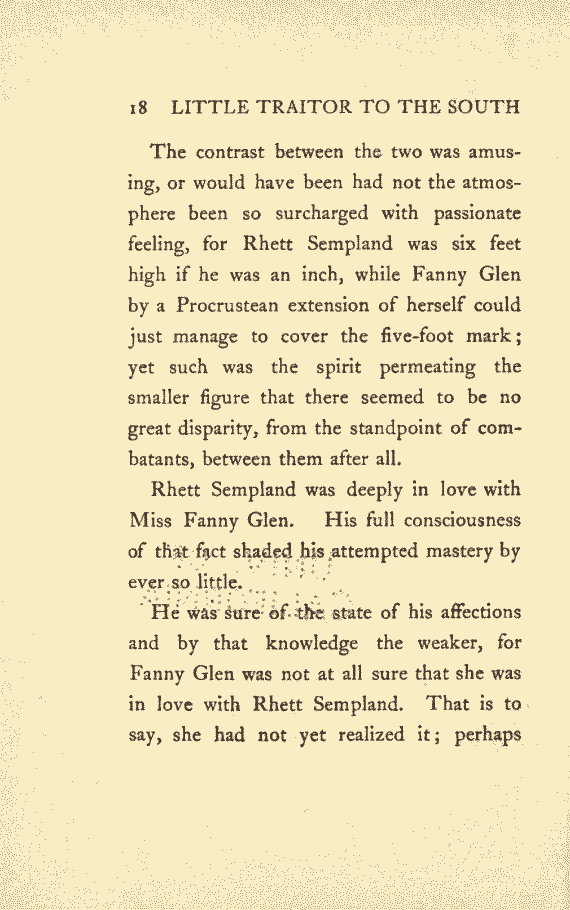 18 LITTLE TRAITOR TO THE SOUTH
The contrast between the two was amus-
ing, or would have been had not the atmos-
phere been so surcharged with passionate
feeling, for Rhett Sempland was six feet
high if he was an inch, while Fanny Glen
by a Procrustean extension of herself could
just manage to cover the five-foot mark;
yet such was the spirit permeating the
smaller figure that there seemed to be no
great disparity, from the standpoint of com-
batants, between them after all.
Rhett Sempland was deeply in love with
Miss Fanny Glen. His full consciousness
of that fact shaded his attempted mastery by
ever so little.
He was sure of the state of his affections
and by that knowledge the weaker, for
Fanny Glen was not at all sure that she was
in love with Rhett Sempland. That is to
say, she had not yet realized it; perhaps